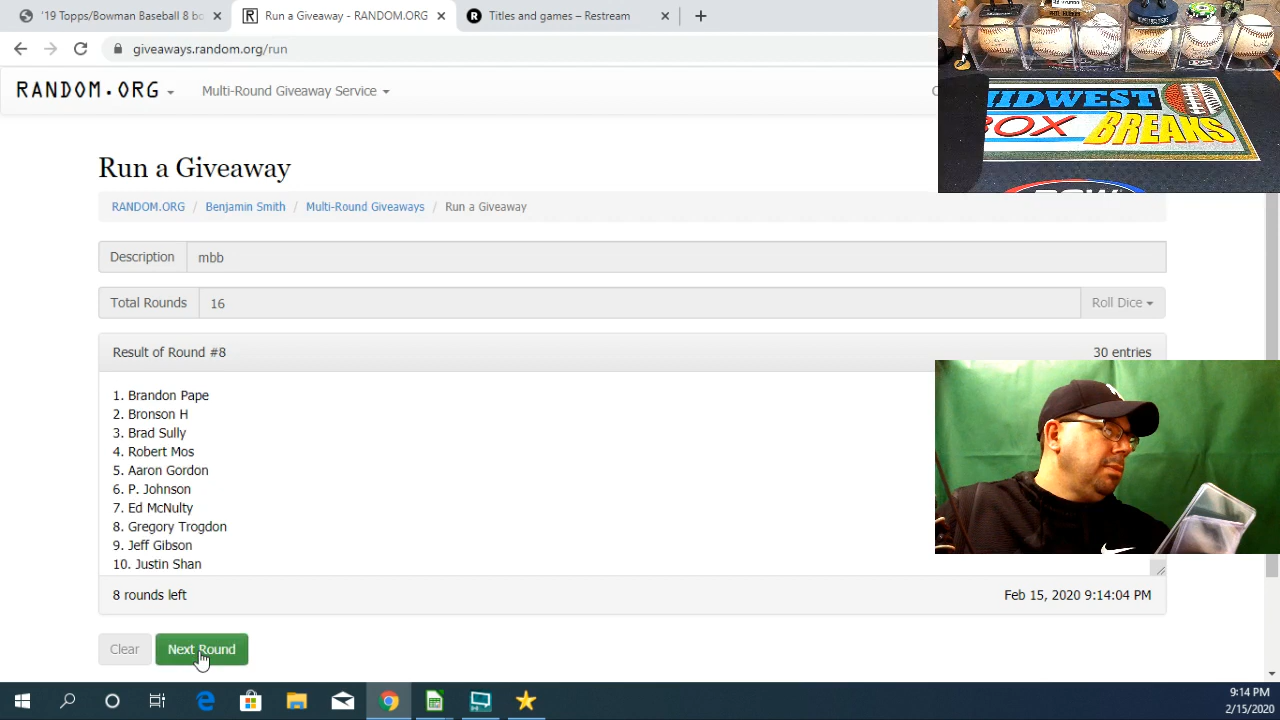 '19 Topps/Bowman Baseball 8 bo
Run a Giveaway - RANDOM.ORG
Titles and games – Restream
giveaways.random.org/run
RANDOM.ORG
Multi-Round Giveaway Service
Run a Giveaway
RANDOM.ORG / Benjamin Smith / Multi-Round Giveaways / Run a Giveaway
Description mbb
Total Rounds 16 Roll Dice
Result of Round #8 30 entries
1. Brandon Pape
2. Bronson H
3. Brad Sully
4. Robert Mos
5. Aaron Gordon
6. P. Johnson
7. Ed McNulty
8. Gregory Trogdon
9. Jeff Gibson
10. Justin Shan
8 rounds left Feb 15, 2020 9:14:04 PM
Clear Next Round
MIDWEST
BOX BREAKS
9:14 PM
2/15/2020